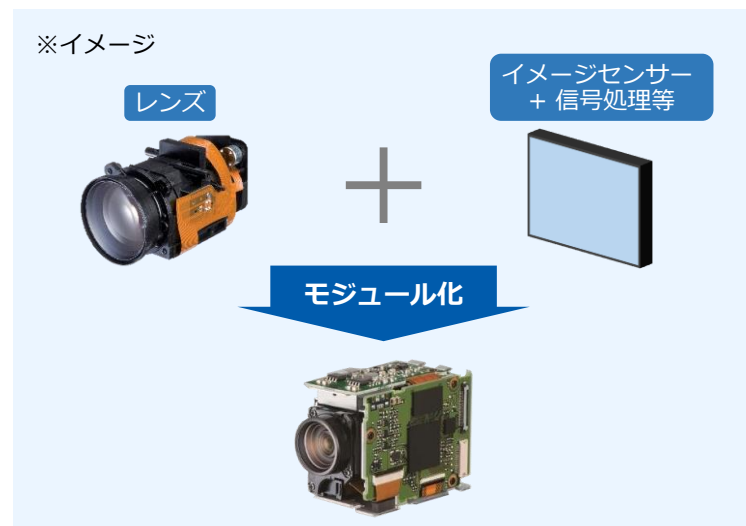 ※イメージ
レンズ
イメージセンサー
+ 信号処理等
モジュール化